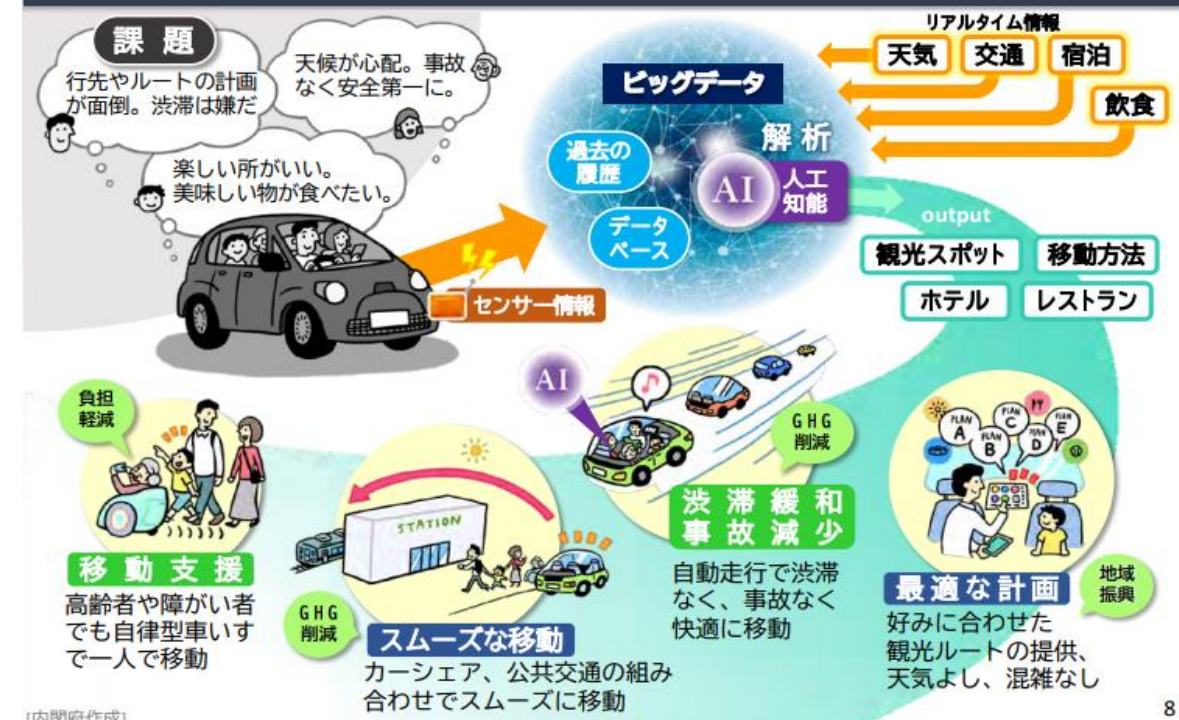 課題
行先やルートの計画
が面倒。渋滞は嫌だ
天候が心配。事故
なく安全第一に。
楽しい所がいい。
美味しい物が食べたい。
センサー情報
ビッグデータ
過去の
履歴
データ
ベース
解析
AI
人工
知能
リアルタイム情報
天気
交通
宿泊
飲食
output
観光スポット
移動方法
ホテル
レストラン
負担
軽減
移動支援
高齢者や障がい者
でも自律型車いす
で一人で移動
STATION
GHG
削減
スムーズな移動
カーシェア、公共交通の組み
合わせでスムーズに移動
AI
GHG
削減
渋滞緩和
事故減少
自動走行で渋滞
なく、事故なく
快適に移動
PLAN
A
PLAN
B
PLAN
C
PLAN
D
PLAN
E
最適な計画
地域
振興
好みに合わせた
観光ルートの提供、
天気よし、混雑なし
[内閣府作成]
8